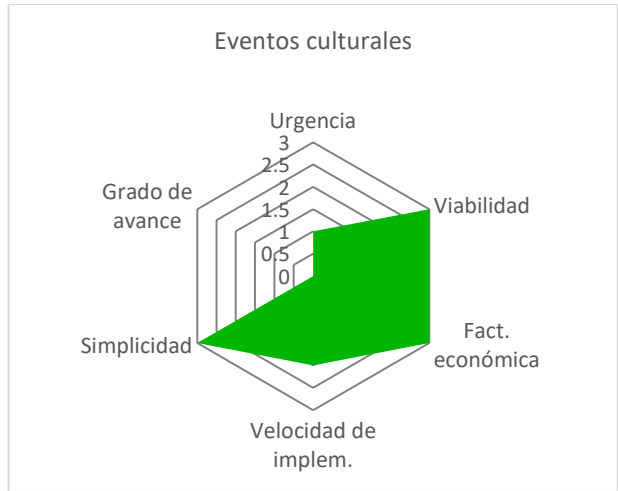 Eventos culturales
Urgencia
3
2.5
2
1.5
1
0.5
0
Grado de
avance
Viabilidad
Simplicidad
Fact.
económica
Velocidad de
implem.